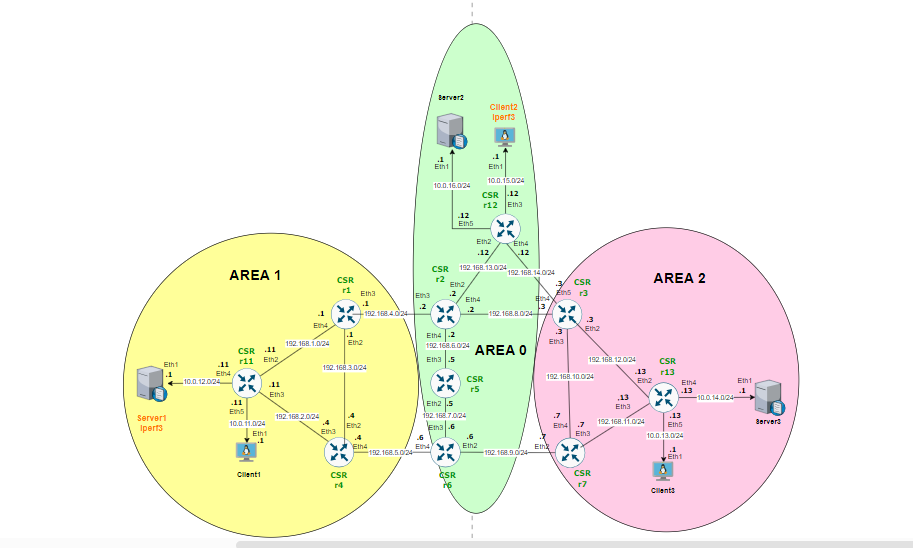 Server2
Client2
iperf3
.1
Eth1
.1
Eth1
10.0.16.0/24
10.0.15.0/24
CSR
r12
.12
Eth3
.12
Eth5
Eth2
.12
Eth4
.12
192.168.13.0/24
192.168.14.0/24
AREA 1
AREA 2
CSR
r1
Eth3
.1
.1
Eth4
.1
Eth2
192.168.4.0/24
CSR
r2
Eth3
.2
Eth2
.2
Eth4
.2
Eth4
.2
192.168.8.0/24
Eth4
.3
.3
Eth5
CSR
r3
.3
Eth2
.3
Eth3
192.168.1.0/24
192.168.6.0/24
AREA 0
CSR
r11
.11
Eth2
.11
Eth4
.11
Eth3
.11
Eth5
192.168.3.0/24
Eth3
.5
CSR
r5
Eth2
.5
192.168.12.0/24
192.168.10.0/24
CSR
r13
.13
Eth2
Eth4
.13
.13
Eth3
.13
Eth5
Eth1
.1
10.0.12.0/24
Server1
iperf3
10.0.14.0/24
Eth1
.1
Server3
192.168.2.0/24
192.168.7.0/24
192.168.11.0/24
10.0.11.0/24
Eth1
.1
Client1
.4
Eth3
.4
Eth2
.4
Eth4
CSR
r4
192.168.5.0/24
.6
Eth4
Eth3
.6
.6
Eth2
CSR
r6
192.168.9.0/24
.7
Eth2
.7
Eth4
.7
Eth3
CSR
r7
10.0.13.0/24
.1
Eth1
Client3